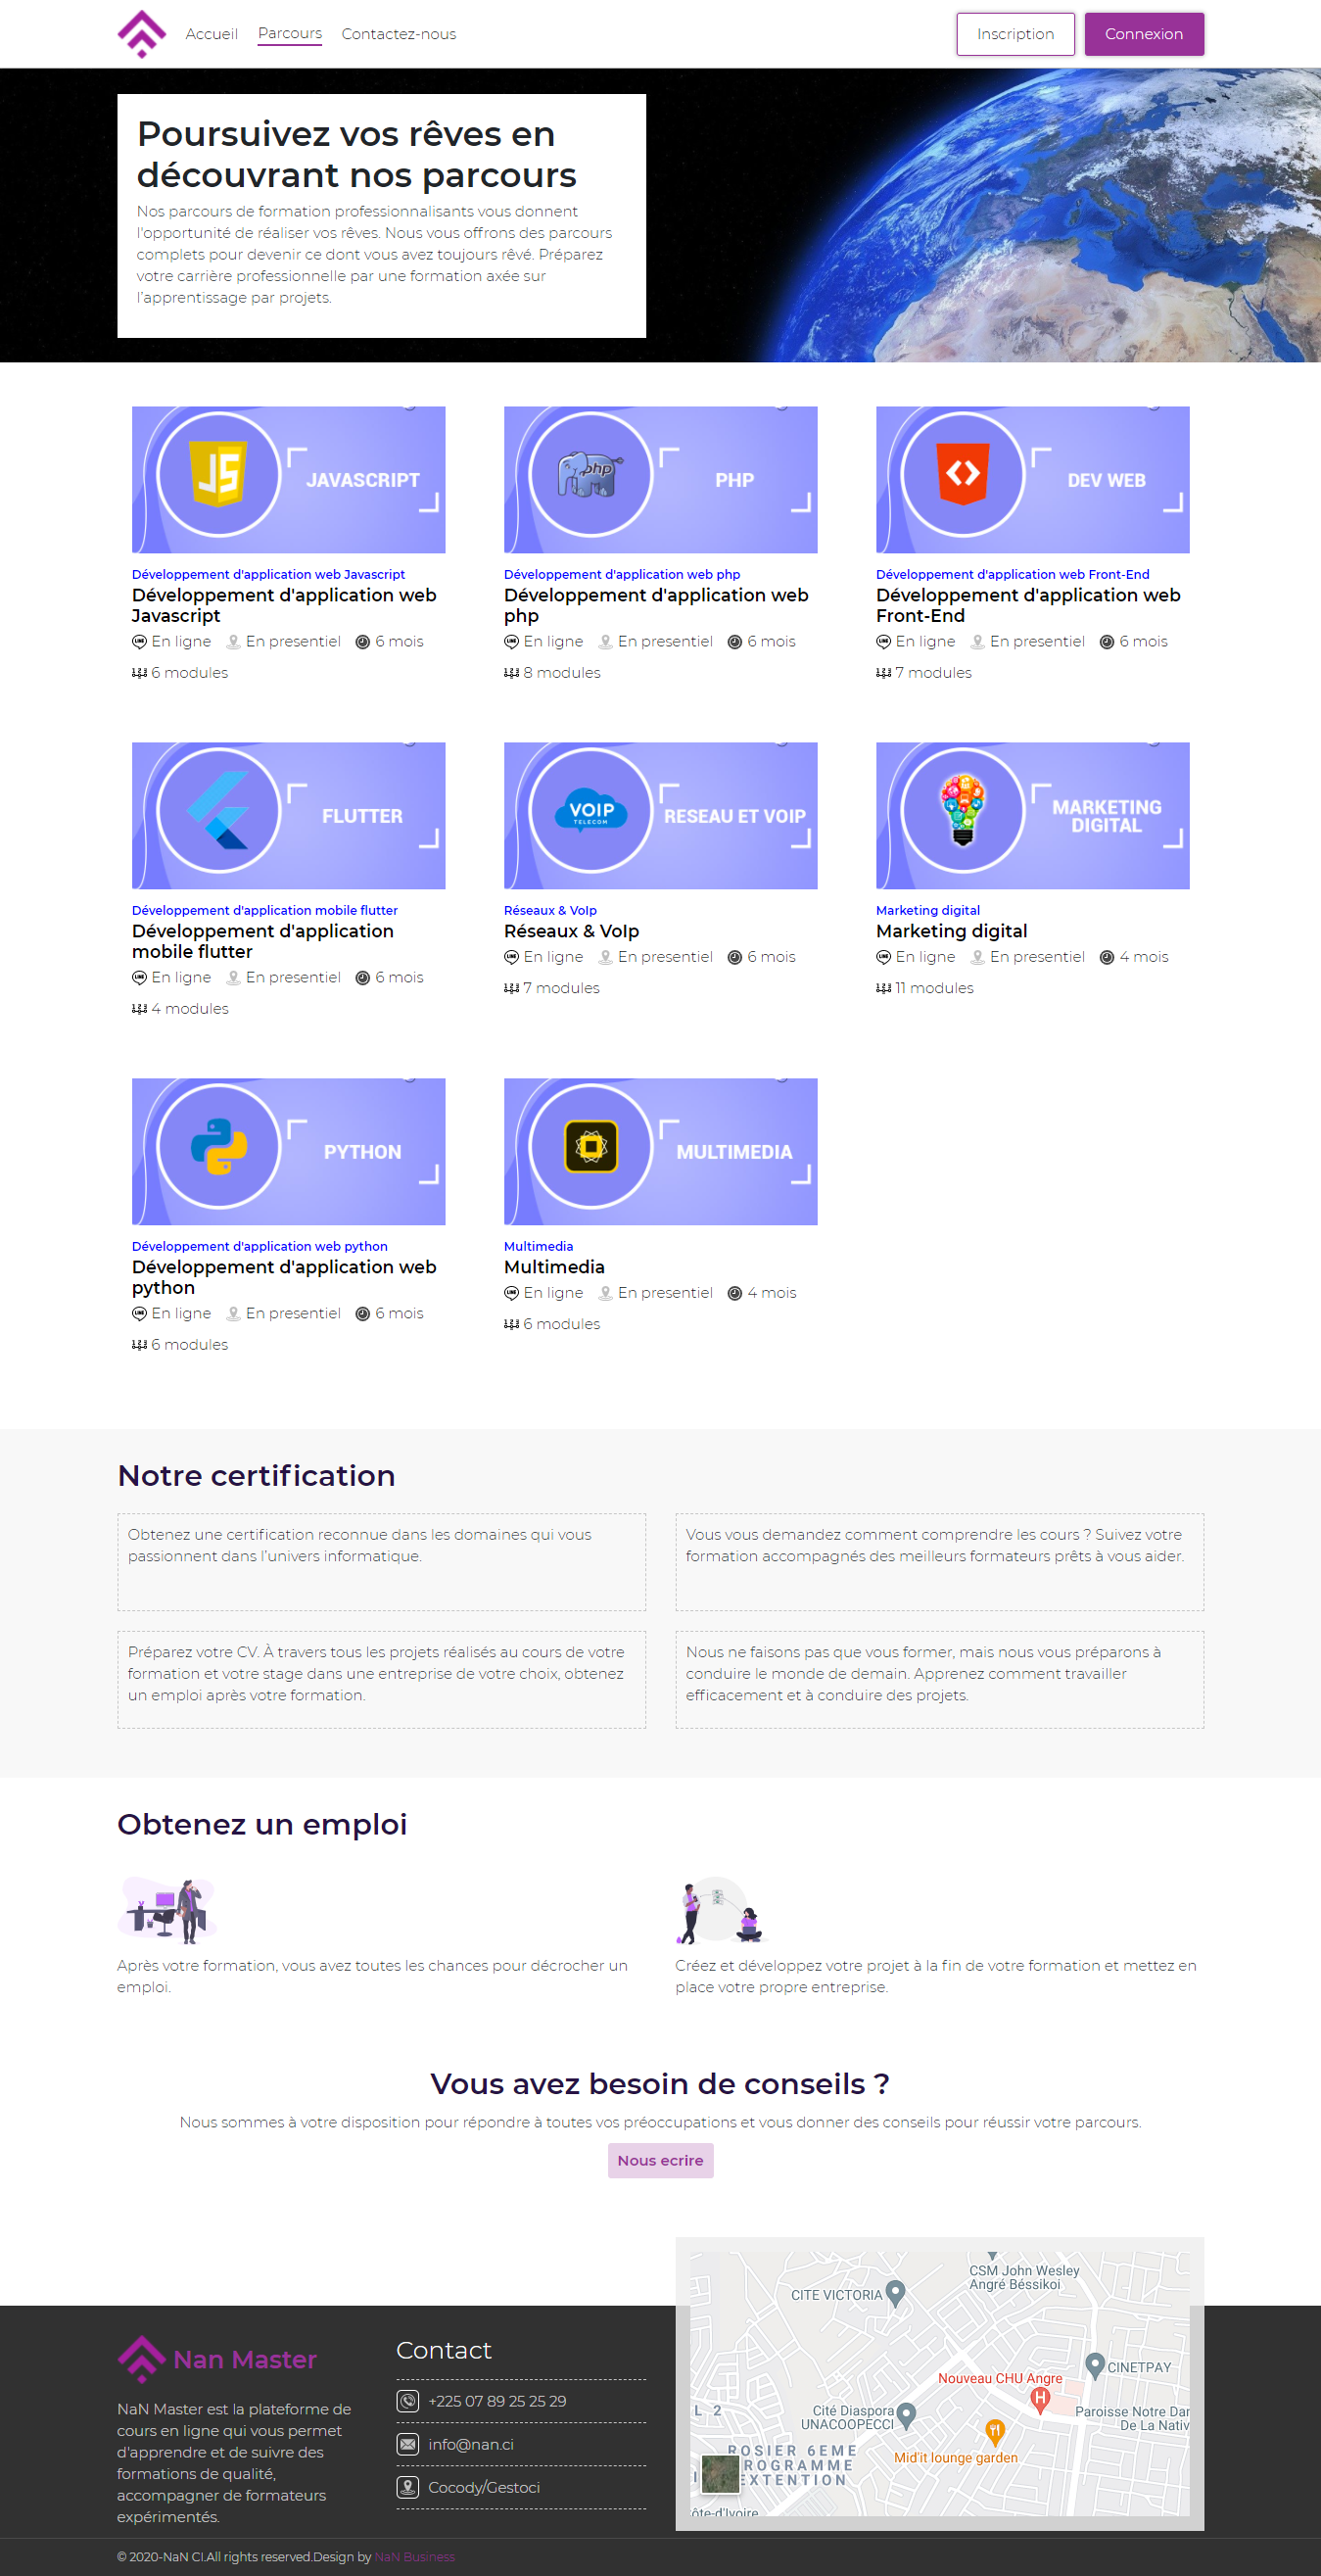 Accueil Parcours Contactez-nous
Inscription Connexion
Poursuivez vos rêves en
découvrant nos parcours
Nos parcours de formation professionnalisants vous donnent
l'opportunité de réaliser vos rêves. Nous vous offrons des parcours
complets pour devenir ce dont vous avez toujours rêvé. Préparez
votre carrière professionnelle par une formation axée sur
l'apprentissage par projets.
JS
JAVASCRIPT
Développement d'application web Javascript
Développement d'application web
Javascript
En ligne En presentiel 6 mois
6 modules
php
PHP
Développement d'application web php
Développement d'application web
php
En ligne En presentiel 6 mois
8 modules
DEV WEB
Développement d'application web Front-End
Développement d'application web
Front-End
En ligne En presentiel 6 mois
7 modules
FLUTTER
Développement d'application mobile flutter
Développement d'application
mobile flutter
En ligne En presentiel 6 mois
4 modules
VOIP
TELECOM
RESEAU ET VOIP
Réseaux & VoIp
Réseaux & VoIp
En ligne En presentiel 6 mois
7 modules
MARKETING
DIGITAL
Marketing digital
Marketing digital
En ligne En presentiel 4 mois
11 modules
PYTHON
Développement d'application web python
Développement d'application web
python
En ligne En presentiel 6 mois
6 modules
MULTIMEDIA
Multimedia
Multimedia
En ligne En presentiel 4 mois
6 modules
Notre certification
Obtenez une certification reconnue dans les domaines qui vous
passionnent dans l'univers informatique.
Vous vous demandez comment comprendre les cours ? Suivez votre
formation accompagnés des meilleurs formateurs prêts à vous aider.
Préparez votre CV. À travers tous les projets réalisés au cours de votre
formation et votre stage dans une entreprise de votre choix, obtenez
un emploi après votre formation.
Nous ne faisons pas que vous former, mais nous vous préparons à
conduire le monde de demain. Apprenez comment travailler
efficacement et à conduire des projets.
Obtenez un emploi
Après votre formation, vous avez toutes les chances pour décrocher un
emploi.
Créez et développez votre projet à la fin de votre formation et mettez en
place votre propre entreprise.
Vous avez besoin de conseils ?
Nous sommes à votre disposition pour répondre à toutes vos préoccupations et vous donner des conseils pour réussir votre parcours.
Nous ecrire
Nan Master
NaN Master est la plateforme de
cours en ligne qui vous permet
d'apprendre et de suivre des
formations de qualité,
accompagner de formateurs
expérimentés.
Contact
+225 07 89 25 25 29
info@nan.ci
Cocody/Gestoci
CSM John Wesley
Angré Béssikoi
CITE VICTORIA
CINETPAY
Nouveau CHU Angre
H
L 2
Cité Diaspora
UNACOOPECCI
Paroisse Notre Dar
De La Nativ
Mid'it lounge garden
ROSIER 6EME
ROGRAMME
EXTENTION
ôte-d'Ivoire
© 2020-NaN CI.All rights reserved.Design by NaN Business